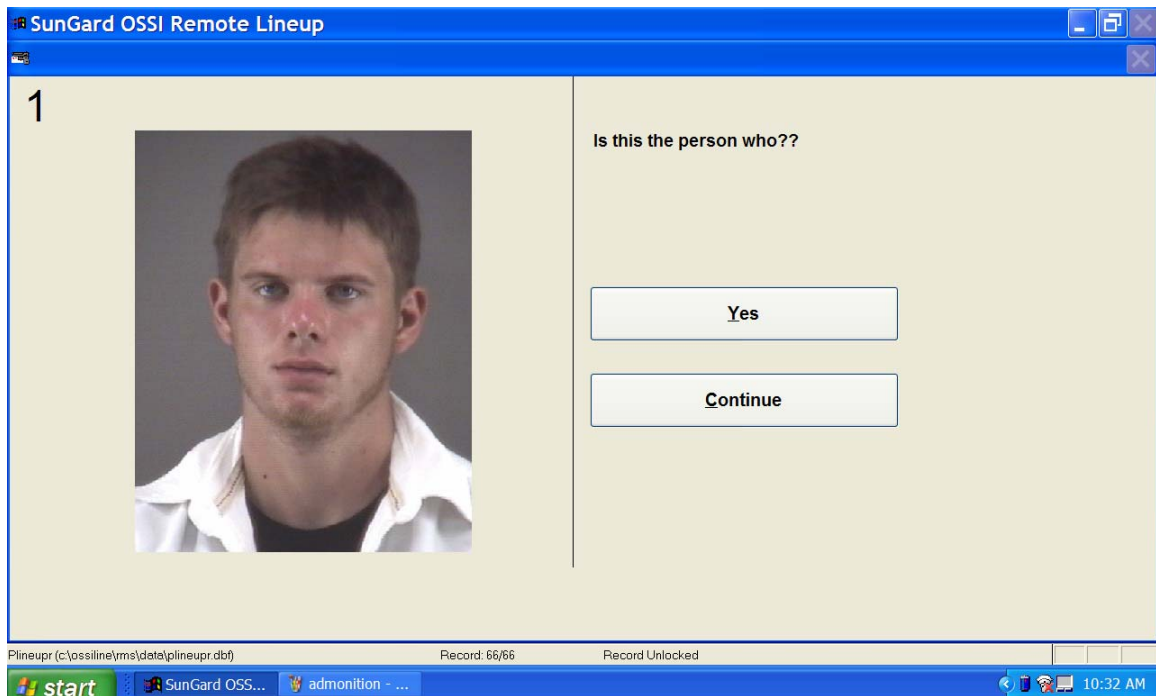 SunGard OSSI Remote Lineup
1
Is this the person who??
Yes
Continue
Plineupr (c:\ossiline\rms\data\plineupr.dbf) Record: 66/66 Record Unlocked
start SunGard OSS... admonition - ... 10:32 AM